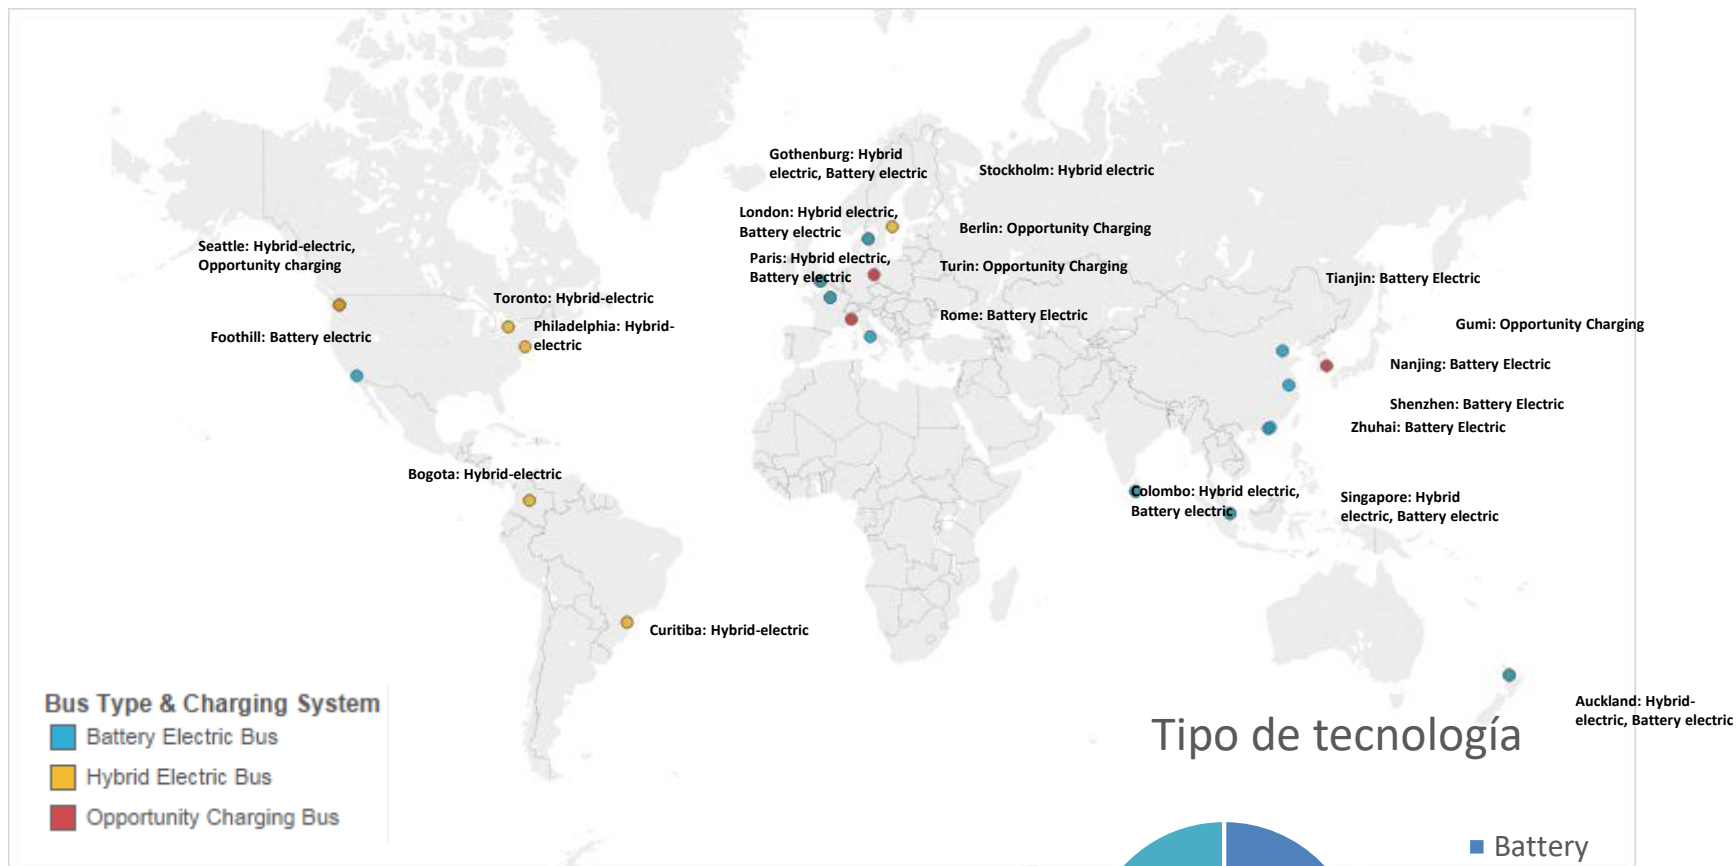 Gothenburg: Hybrid
electric, Battery electric
Stockholm: Hybrid electric
London: Hybrid electric,
Battery electric
Berlin: Opportunity Charging
Seattle: Hybrid-electric,
Opportunity charging
Paris: Hybrid electric,
Battery electric
Turin: Opportunity Charging
Tianjin: Battery Electric
Toronto: Hybrid-electric
Philadelphia: Hybrid-
electric
Rome: Battery Electric
Gumi: Opportunity Charging
Foothill: Battery electric
Nanjing: Battery Electric
Shenzhen: Battery Electric
Zhuhai: Battery Electric
Bogota: Hybrid-electric
Colombo: Hybrid electric,
Battery electric
Singapore: Hybrid
electric, Battery electric
Curitiba: Hybrid-electric
Auckland: Hybrid-
electric, Battery electric
Bus Type & Charging System
Battery Electric Bus
Hybrid Electric Bus
Opportunity Charging Bus
Tipo de tecnología
Battery